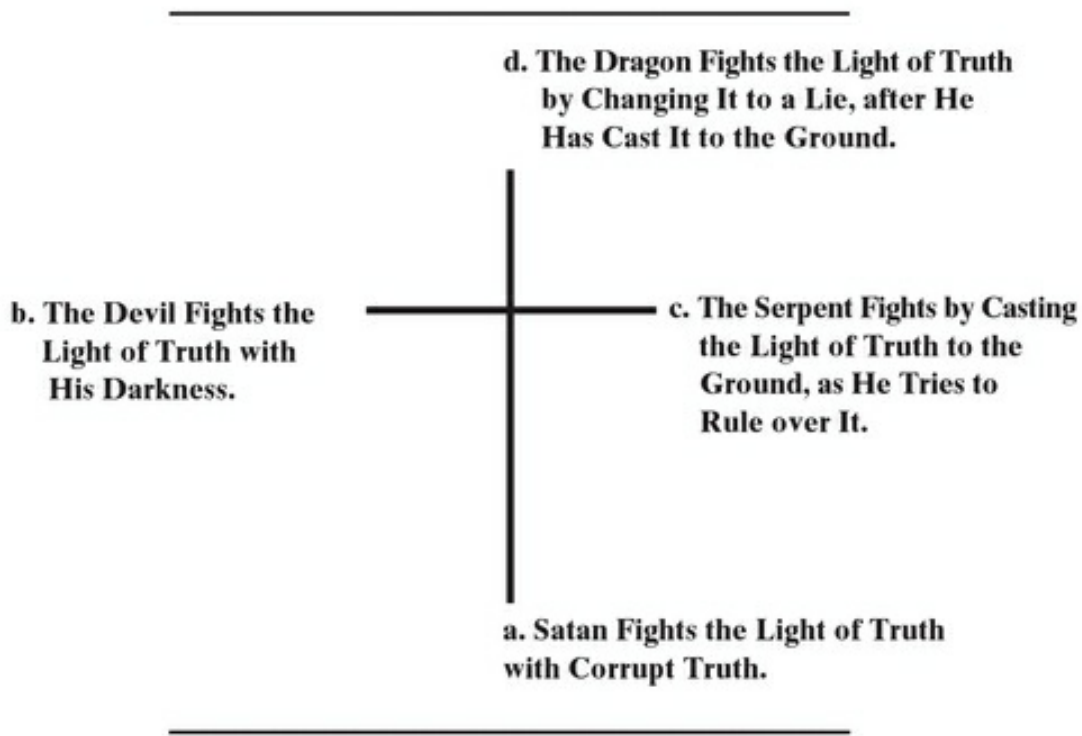 d. The Dragon Fights the Light of Truth
by Changing It to a Lie, after He
Has Cast It to the Ground.
b. The Devil Fights the
Light of Truth with
His Darkness.
c. The Serpent Fights by Casting
the Light of Truth to the
Ground, as He Tries to
Rule over It.
a. Satan Fights the Light of Truth
with Corrupt Truth.